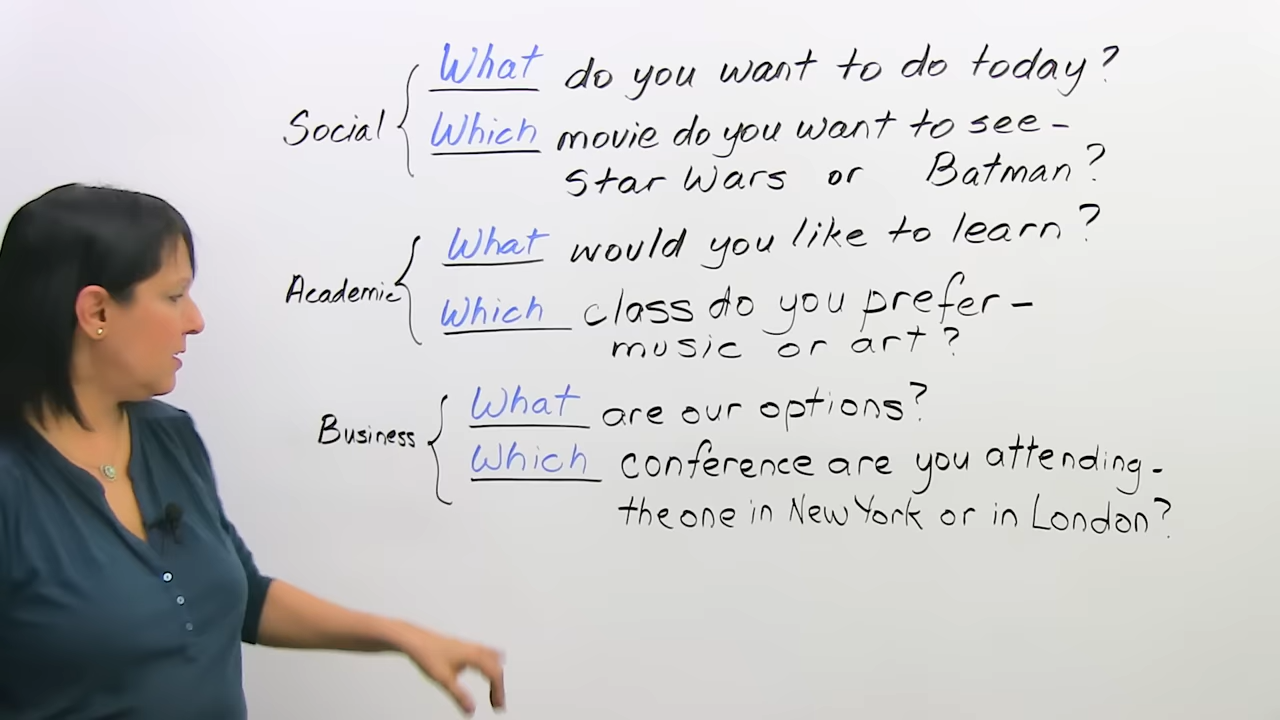 Social
What do you want to do today?
Which movie do you want to see -
Star Wars or Batman?
Academic
What would you like to learn?
Which class do you prefer -
music or art?
Business
What are our options?
Which conference are you attending -
the one in New York or in London?